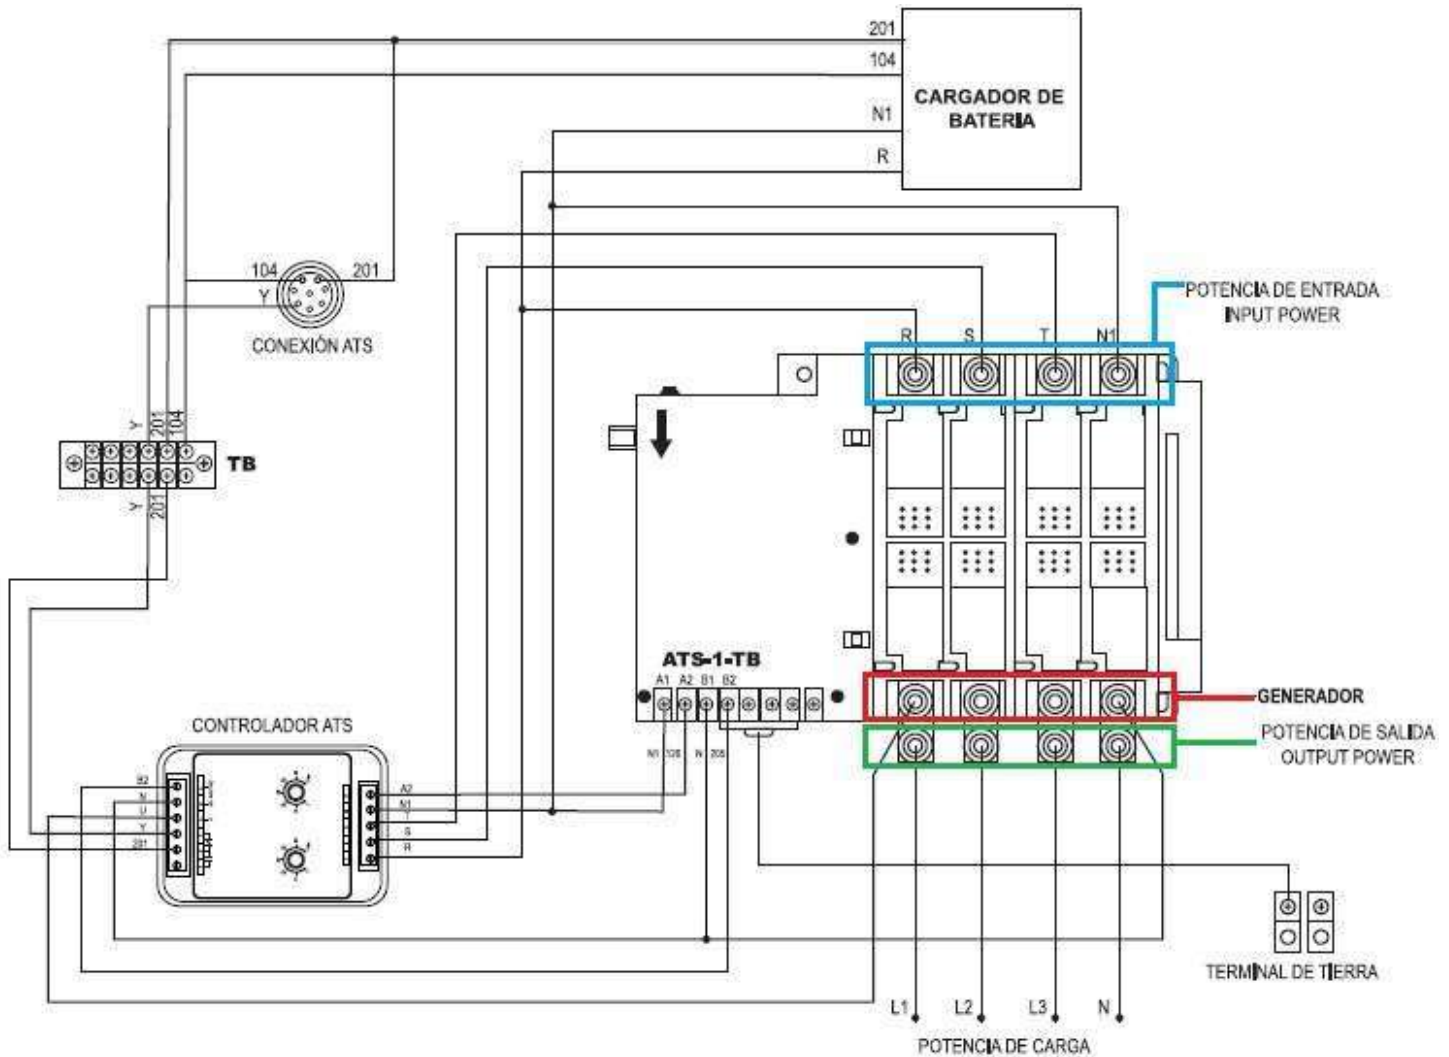 201
104
CARGADOR DE
BATERIA
N1
R
104
201
Y
CONEXIÓN ATS
POTENCIA DE ENTRADA
INPUT POWER
R S T N1
Y
201
104
TB
Y
201
ATS-1-TB
A1 A2 B1 B2
N1
N 205
GENERADOR
POTENCIA DE SALIDA
OUTPUT POWER
CONTROLADOR ATS
B2
N
U
Y
201
A2
N1
T
S
R
TERMINAL DE TIERRA
L1 L2 L3 N
POTENCIA DE CARGA